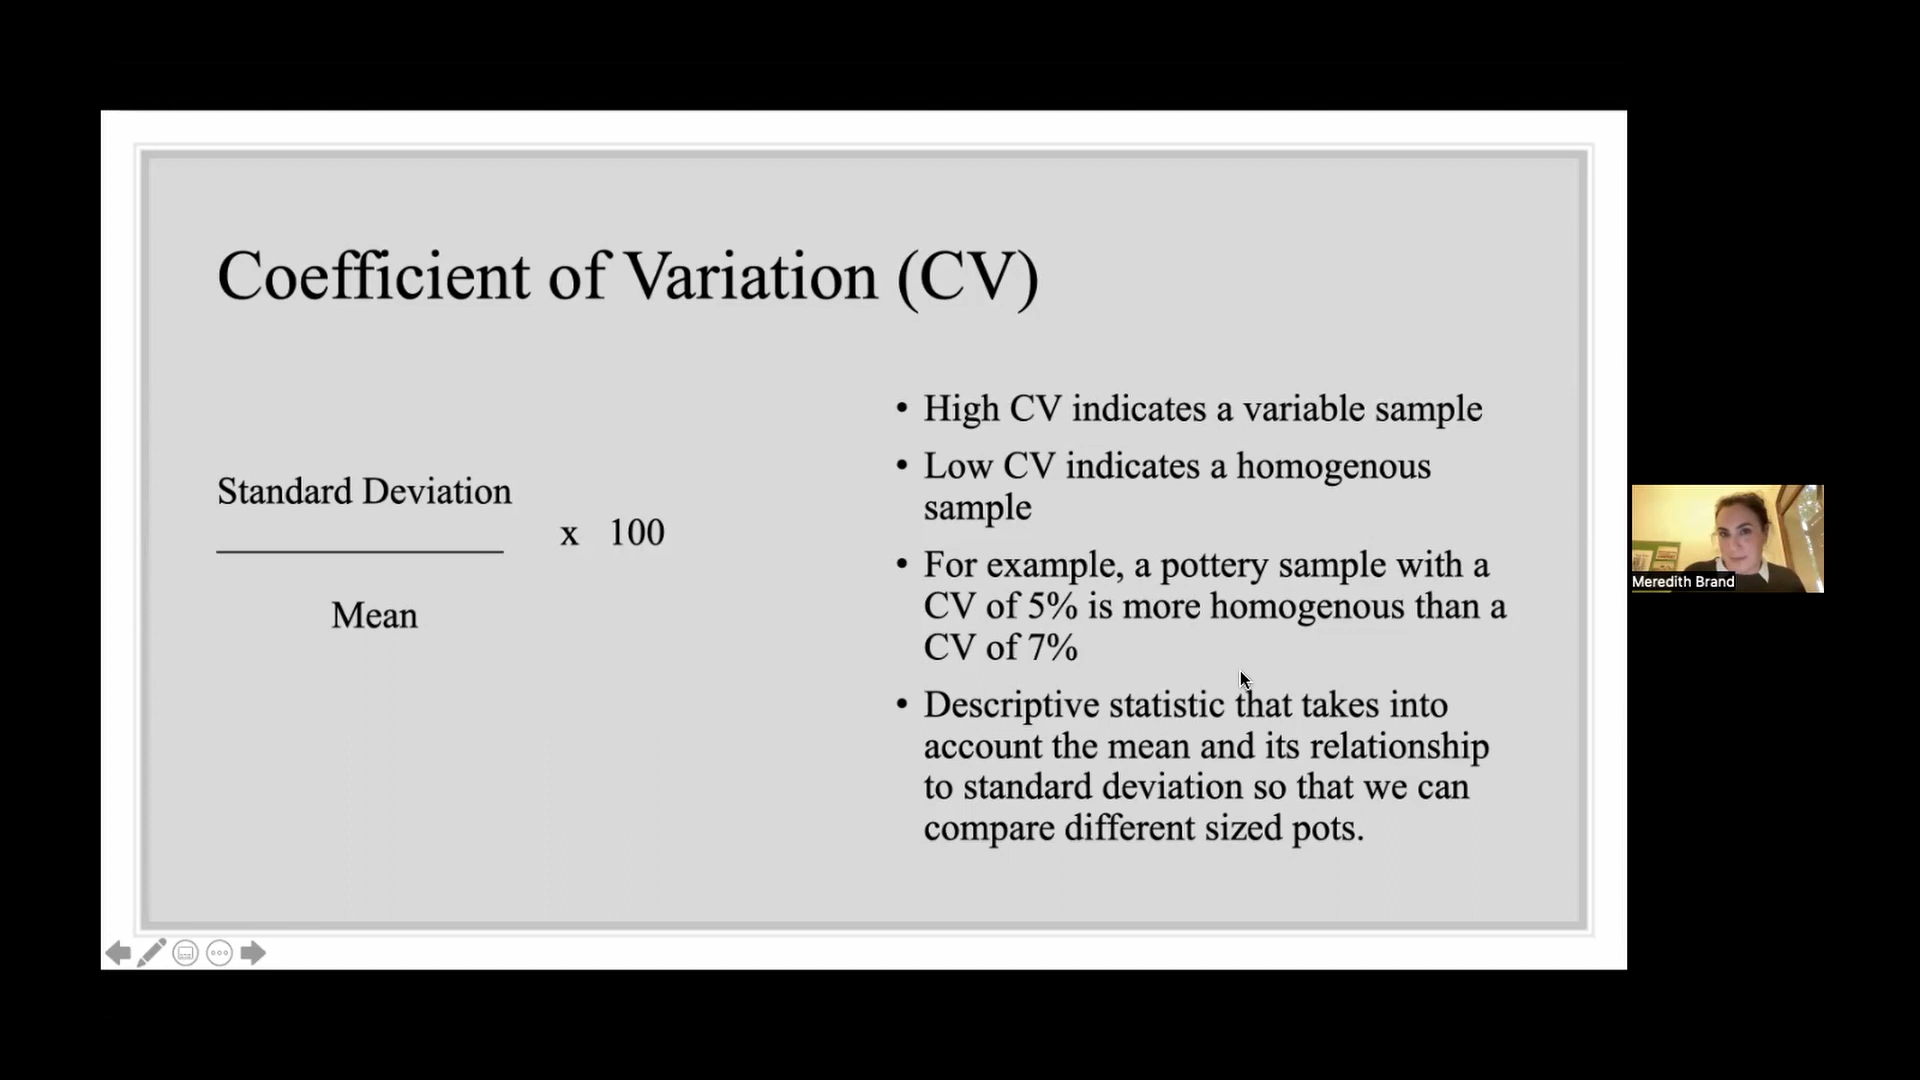 Coefficient of Variation (CV)
Standard Deviation
x 100
Mean
• High CV indicates a variable sample
• Low CV indicates a homogenous
sample
• For example, a pottery sample with a
CV of 5% is more homogenous than a
CV of 7%
• Descriptive statistic that takes into
account the mean and its relationship
to standard deviation so that we can
compare different sized pots.
Meredith Brand